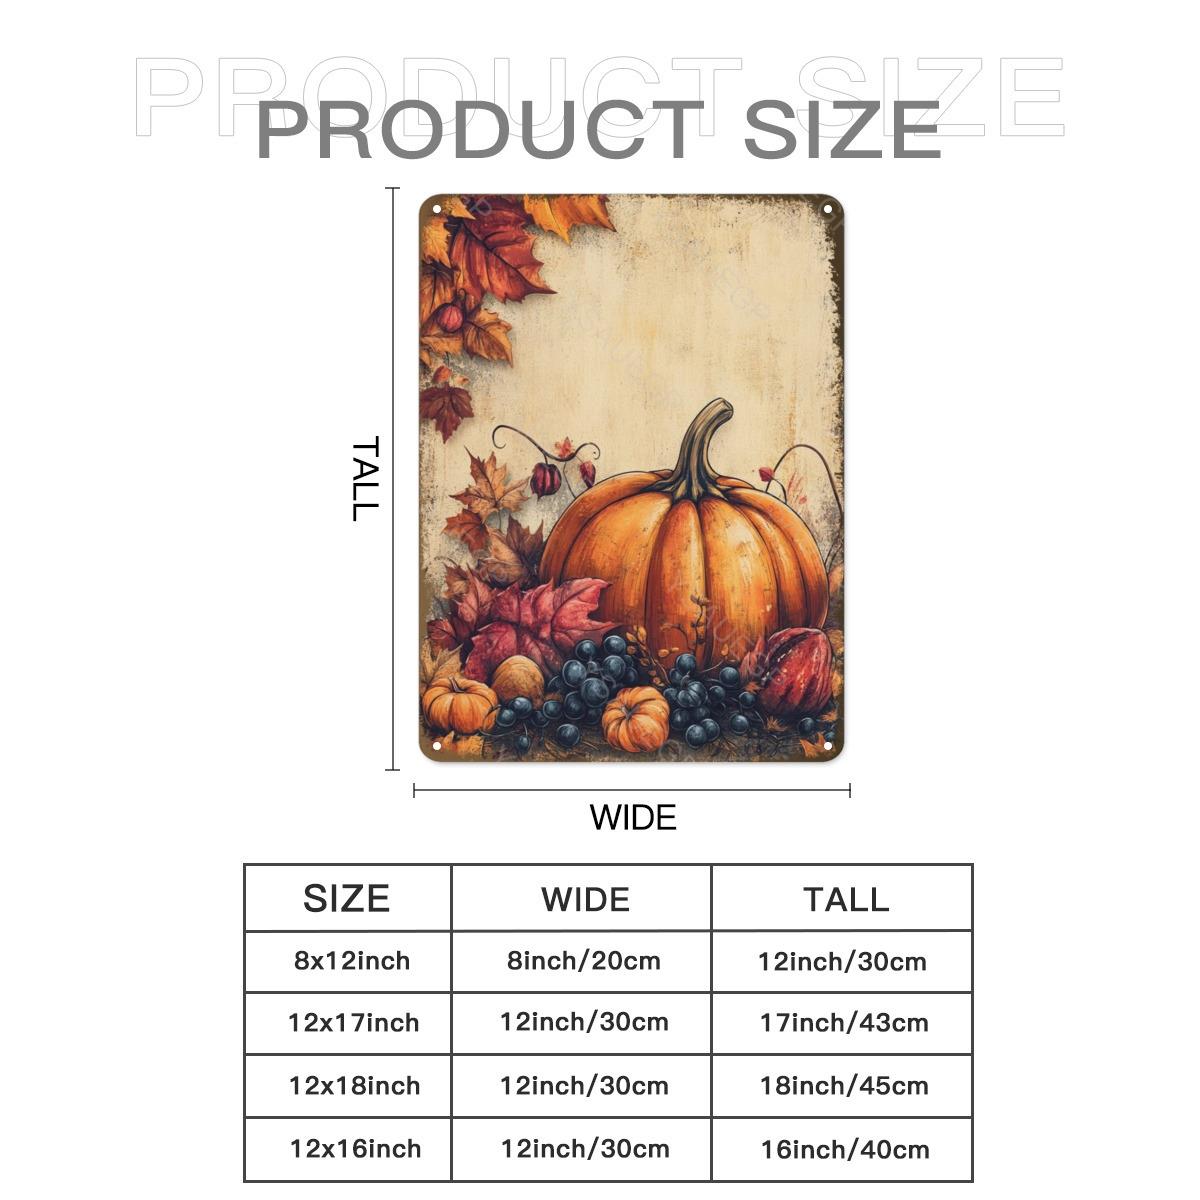 PRODUCT SIZE
PRODUCT SIZE
TALL
WIDE
SIZE WIDE TALL
8x12inch 8inch/20cm 12inch/30cm
12x17inch 12inch/30cm 17inch/43cm
12x18inch 12inch/30cm 18inch/45cm
12x16inch 12inch/30cm 16inch/40cm